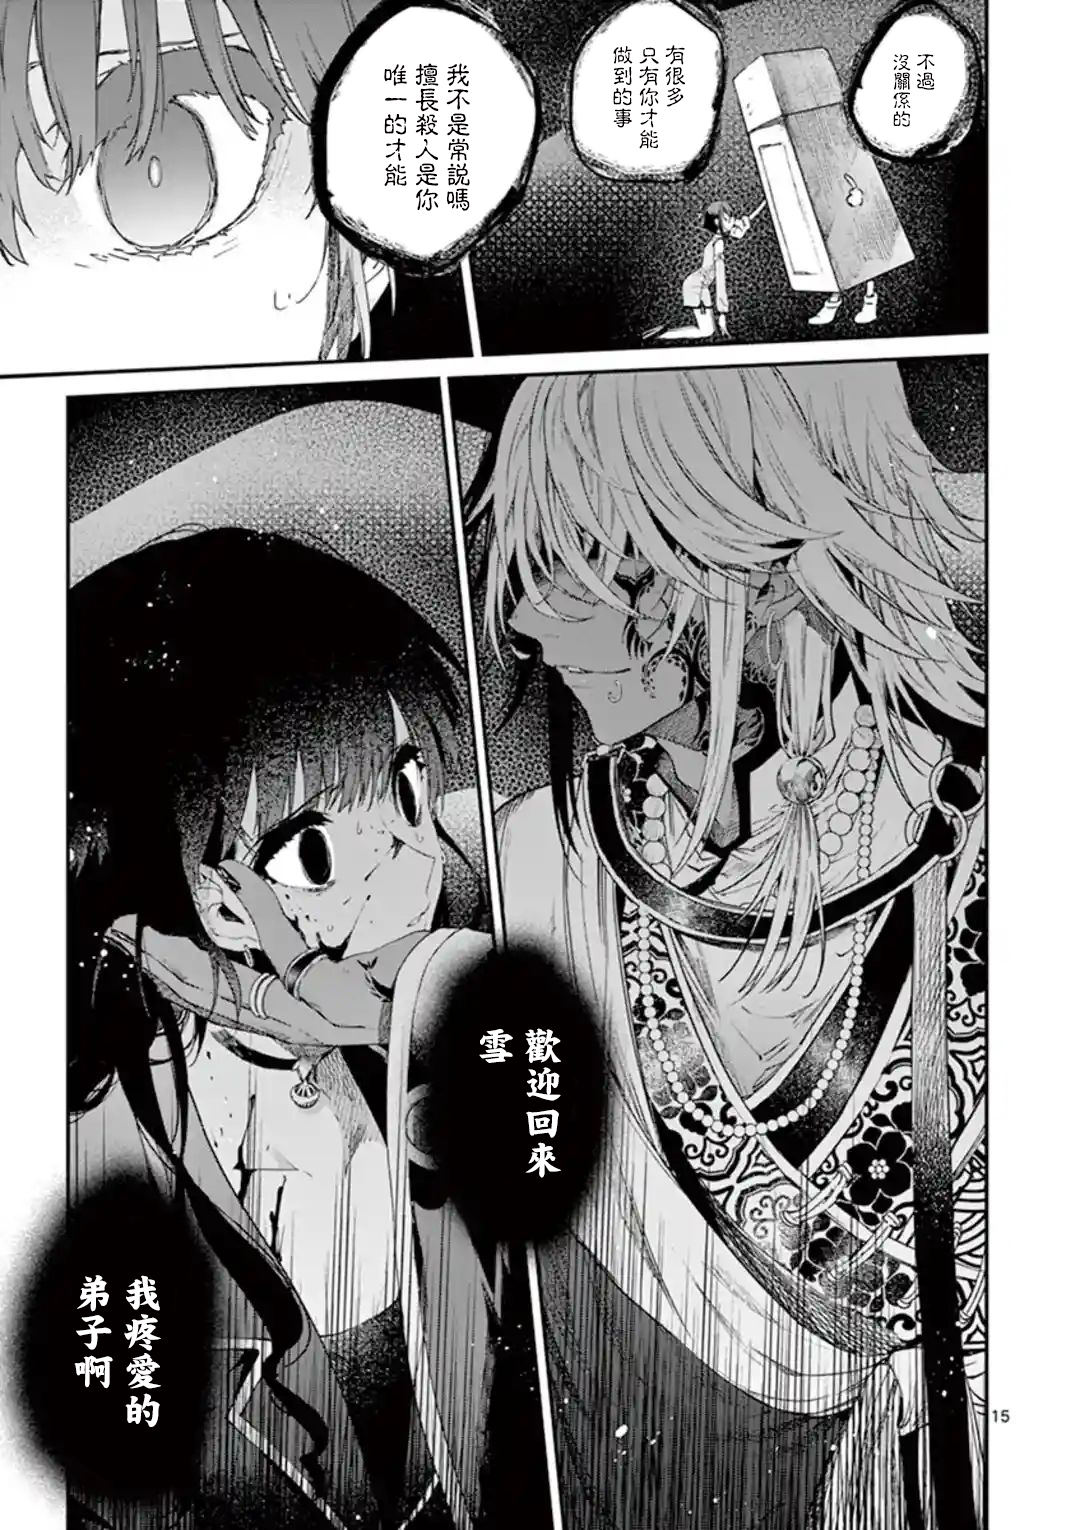 不過
沒關係的
有很多
只有你才能
做到的事
我不是常説嗎
擅長殺人是你
唯一的才能
歡迎回來
雪
我疼愛的
弟子啊
15